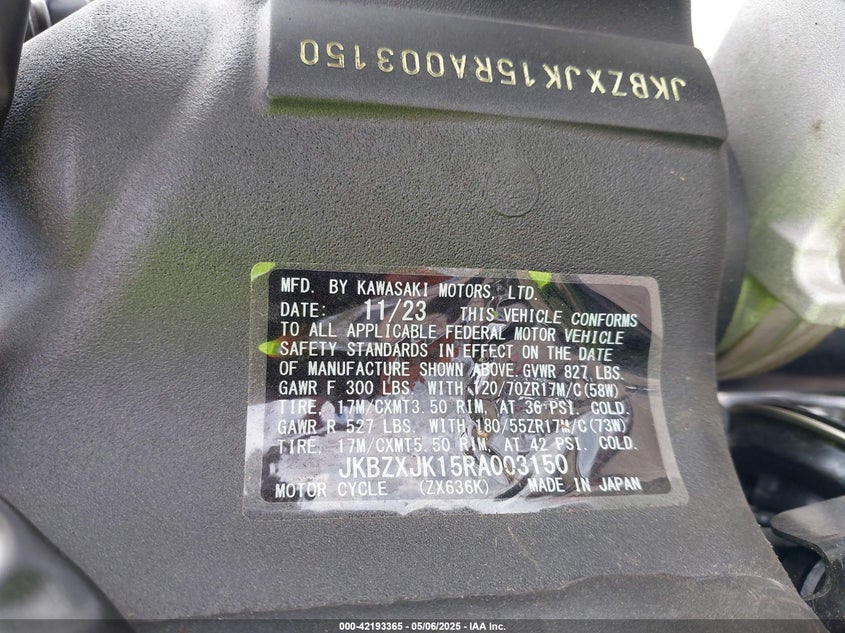 JKBZXJK15RA003150
MFD. BY KAWASAKI MOTORS, LTD.
DATE: 11/23 THIS VEHICLE CONFORMS
TO ALL APPLICABLE FEDERAL MOTOR VEHICLE
SAFETY STANDARDS IN EFFECT ON THE DATE
OF MANUFACTURE SHOWN ABOVE. GVWR 827 LBS.
GAWR F 300 LBS. WITH 120/70ZR17M/C(58W)
TIRE, 17M/CXMT3.50 RIM, AT 36 PSI. COLD.
GAWR R 527 LBS. WITH 180/55ZR17M/C(73W)
TIRE, 17M/CXMT5.50 RIM, AT 42 PSI. COLD.
JKBZXJK15RA003150
MOTOR CYCLE (ZX636K) MADE IN JAPAN
000-42193365 - 05/06/2025 - IAA Inc.